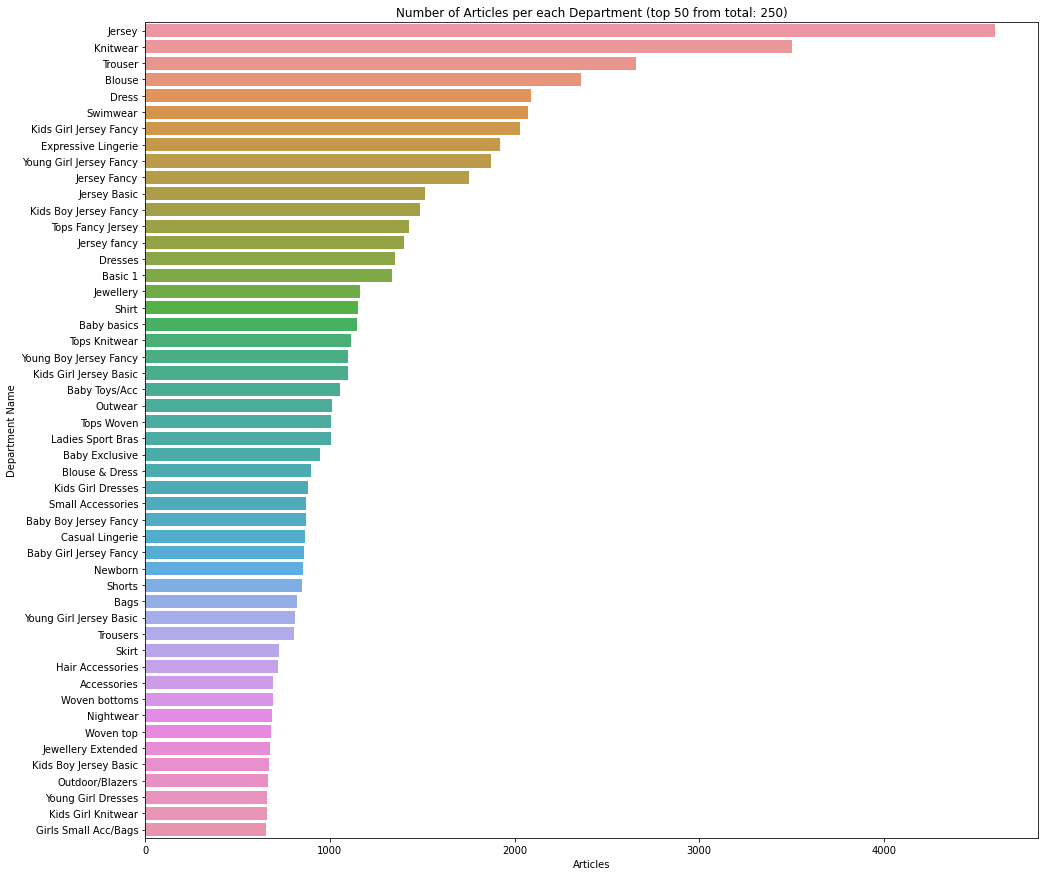 Number of Articles per each Department (top 50 from total: 250)
Jersey
Knitwear
Trouser
Blouse
Dress
Swimwear
Kids Girl Jersey Fancy
Expressive Lingerie
Young Girl Jersey Fancy
Jersey Fancy
Jersey Basic
Kids Boy Jersey Fancy
Tops Fancy Jersey
Jersey fancy
Dresses
Basic 1
Jewellery
Shirt
Baby basics
Tops Knitwear
Young Boy Jersey Fancy
Kids Girl Jersey Basic
Baby Toys/Acc
Outwear
Tops Woven
Ladies Sport Bras
Baby Exclusive
Blouse & Dress
Kids Girl Dresses
Small Accessories
Baby Boy Jersey Fancy
Casual Lingerie
Baby Girl Jersey Fancy
Newborn
Shorts
Bags
Young Girl Jersey Basic
Trousers
Skirt
Hair Accessories
Accessories
Woven bottoms
Nightwear
Woven top
Jewellery Extended
Kids Boy Jersey Basic
Outdoor/Blazers
Young Girl Dresses
Kids Girl Knitwear
Girls Small Acc/Bags
Department Name
0 1000 2000 3000 4000
Articles